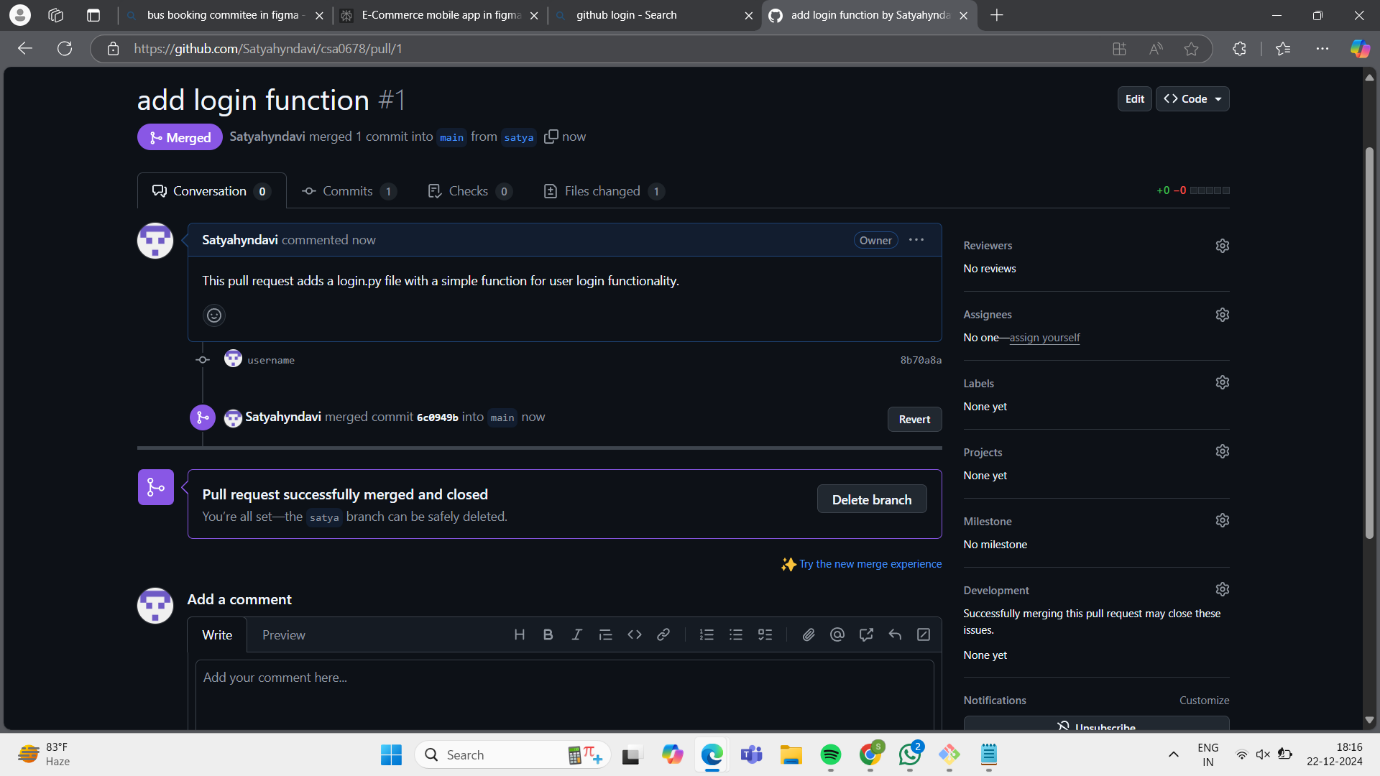 bus booking commitee in figma -
E-Commerce mobile app in figma
github login - Search
add login function by Satyahynda
https://github.com/Satyahyndavi/csa0678/pull/1
add login function #1
Edit
<> Code
Merged
Satyahyndavi merged 1 commit into main from satya now
Conversation 0
Commits 1
Checks 0
Files changed 1
+0 −0
Satyahyndavi commented now
Owner
This pull request adds a login.py file with a simple function for user login functionality.
username
8b70a8a
Satyahyndavi merged commit 6c0949b into main now
Revert
Pull request successfully merged and closed
You're all set—the satya branch can be safely deleted.
Delete branch
Try the new merge experience
Add a comment
Write
Preview
Add your comment here...
Reviewers
No reviews
Assignees
No one—assign yourself
Labels
None yet
Projects
None yet
Milestone
No milestone
Development
Successfully merging this pull request may close these
issues.
None yet
Notifications
Customize
Unsubscribe
83°F
Haze
Search
S
2
ENG
IN
18:16
22-12-2024